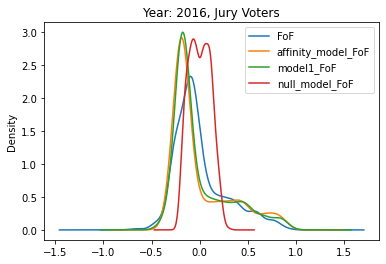 Year: 2016, Jury Voters
FoF
affinity_model_FoF
model1_FoF
null_model_FoF
Density
3.0
2.5
2.0
1.5
1.0
0.5
0.0
−1.5 −1.0 −0.5 0.0 0.5 1.0 1.5